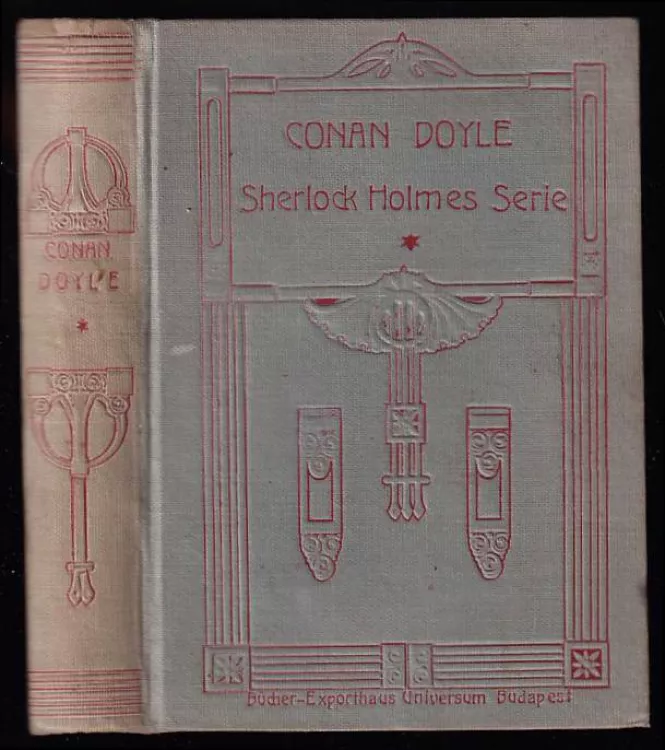 CONAN
DOYLE
CONAN DOYLE
Sherlock Holmes Serie
Bücher-Exporthaus Universum Budapest